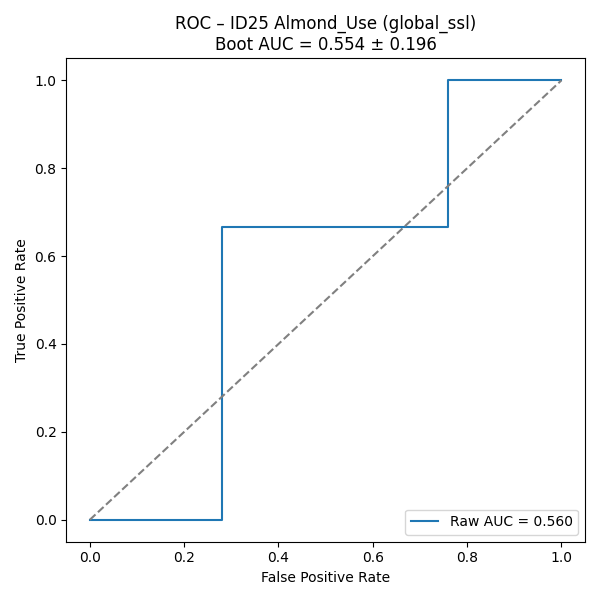 ROC – ID25 Almond_Use (global_ssl)
Boot AUC = 0.554 ± 0.196
True Positive Rate
1.0
0.8
0.6
0.4
0.2
0.0
0.0 0.2 0.4 0.6 0.8 1.0
False Positive Rate
Raw AUC = 0.560